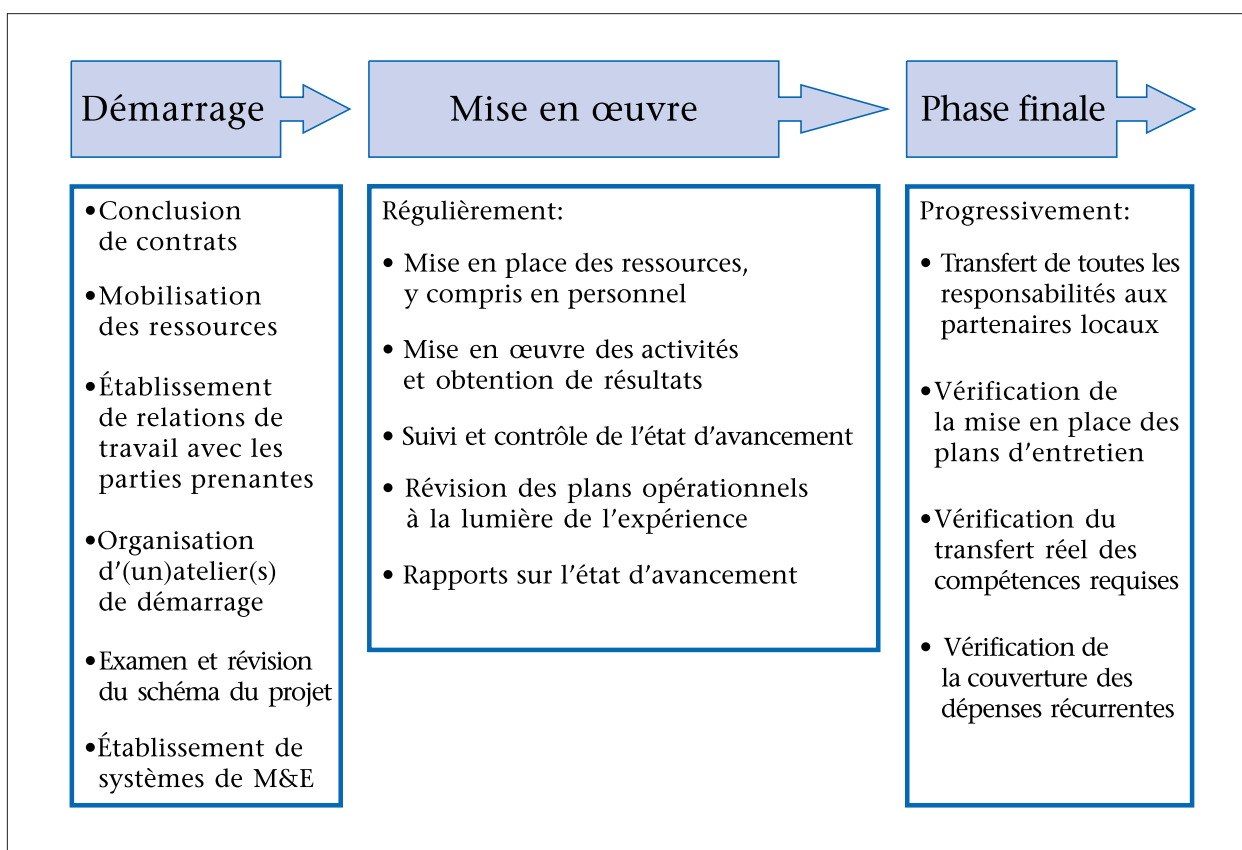 Démarrage
Mise en œuvre
Phase finale
•Conclusion
de contrats
•Mobilisation
des ressources
•Établissement
de relations de
travail avec les
parties prenantes
•Organisation
d’(un)atelier(s)
de démarrage
•Examen et révision
du schéma du projet
•Établissement de
systèmes de M&E
Régulièrement:
• Mise en place des ressources,
y compris en personnel
• Mise en œuvre des activités
et obtention de résultats
• Suivi et contrôle de l’état d’avancement
• Révision des plans opérationnels
à la lumière de l’expérience
• Rapports sur l’état d’avancement
Progressivement:
• Transfert de toutes les
responsabilités aux
partenaires locaux
•Vérification de
la mise en place des
plans d’entretien
•Vérification du
transfert réel des
compétences requises
• Vérification de
la couverture des
dépenses récurrentes